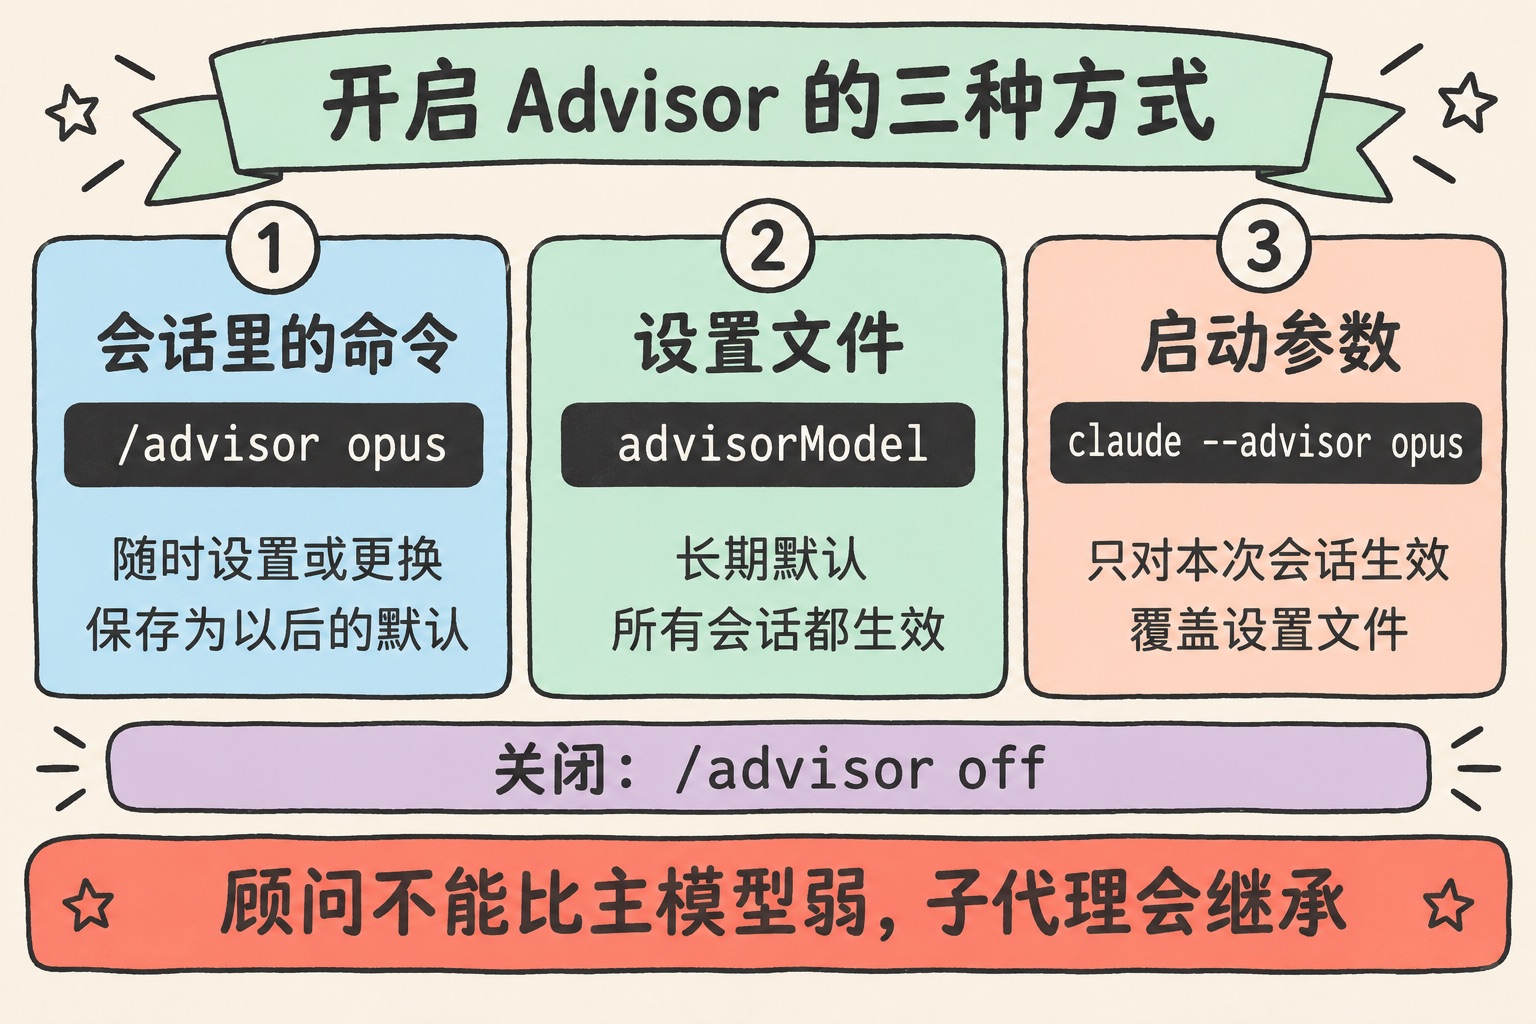 开启 Advisor 的三种方式
1
会话里的命令
/advisor opus
随时设置或更换
保存为以后的默认
2
设置文件
advisorModel
长期默认
所有会话都生效
3
启动参数
claude --advisor opus
只对本次会话生效
覆盖设置文件
关闭：/advisor off
顾问不能比主模型弱，子代理会继承